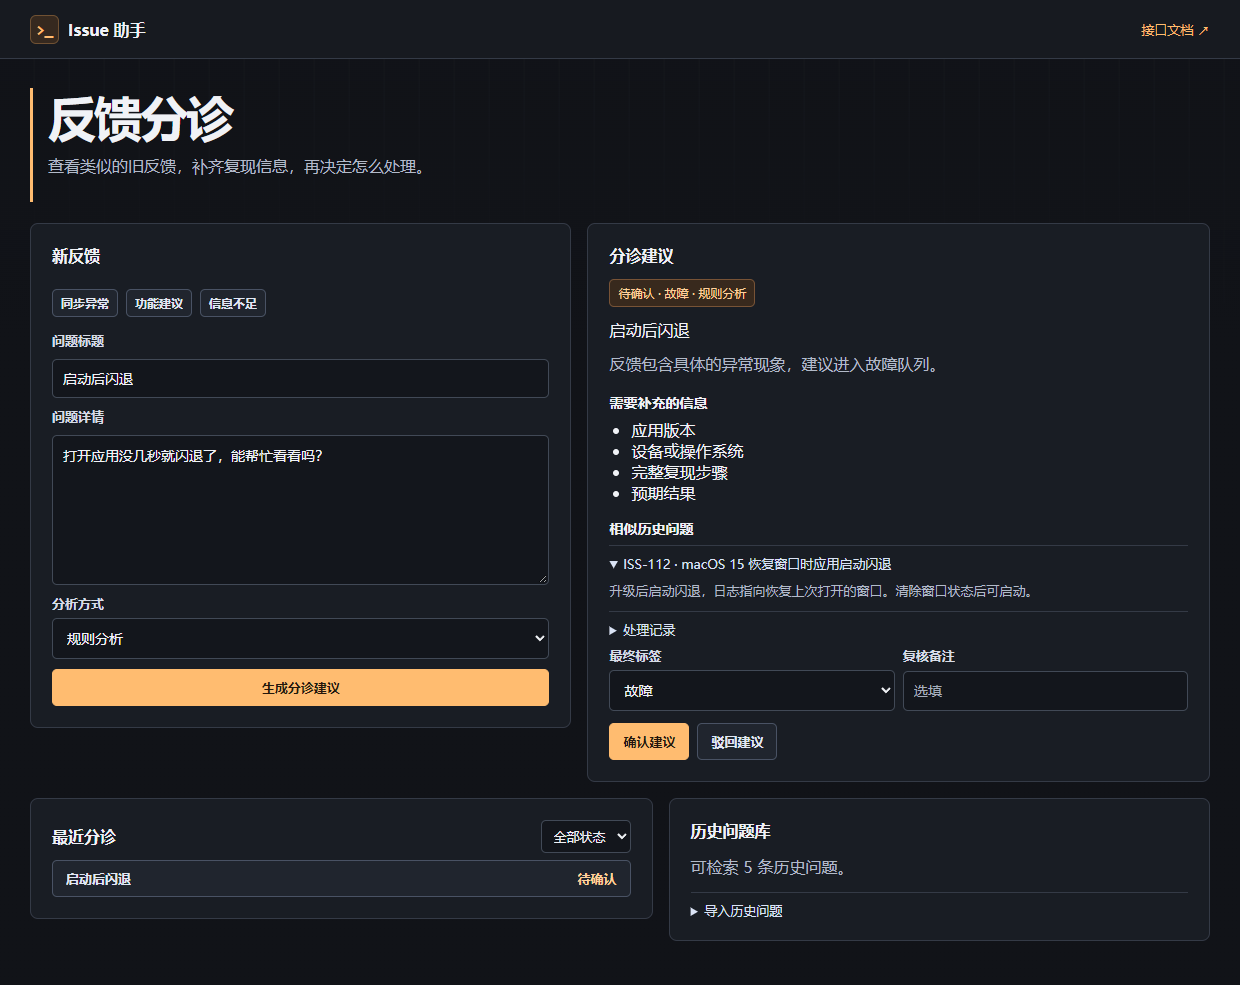 >_ Issue 助手
接口文档 ↗
反馈分诊
查看类似的旧反馈，补齐复现信息，再决定怎么处理。
新反馈
同步异常 功能建议 信息不足
问题标题
启动后闪退
问题详情
打开应用没几秒就闪退了，能帮忙看看吗？
分析方式
规则分析
生成分诊建议
分诊建议
待确认 · 故障 · 规则分析
启动后闪退
反馈包含具体的异常现象，建议进入故障队列。
需要补充的信息
应用版本
设备或操作系统
完整复现步骤
预期结果
相似历史问题
ISS-112 · macOS 15 恢复窗口时应用启动闪退
升级后启动闪退，日志指向恢复上次打开的窗口。清除窗口状态后可启动。
处理记录
最终标签 复核备注
故障 选填
确认建议 驳回建议
最近分诊 全部状态
启动后闪退 待确认
历史问题库
可检索 5 条历史问题。
导入历史问题